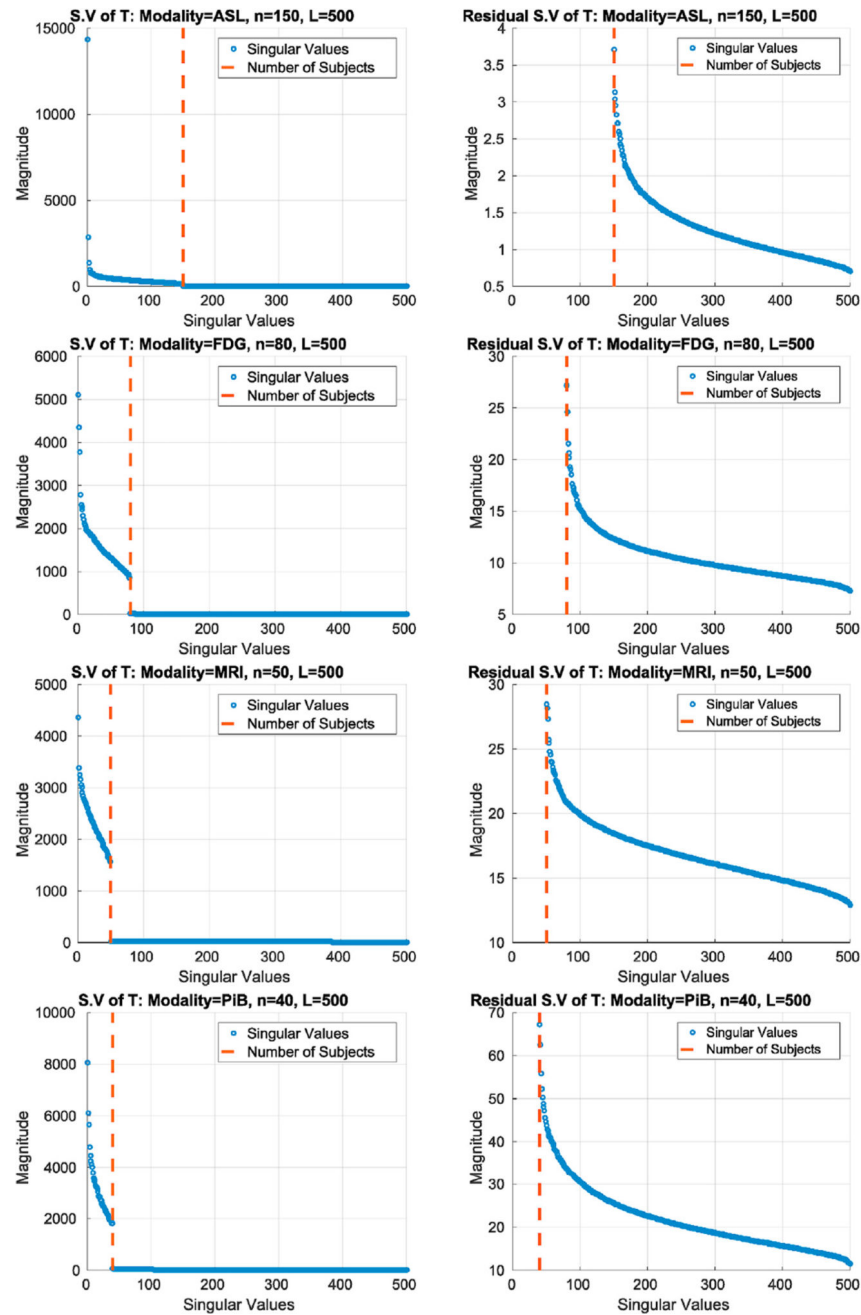 S.V of T: Modality=ASL, n=150, L=500
15000
10000
5000
0
Magnitude
Singular Values
Number of Subjects
0 100 200 300 400 500
Singular Values
Residual S.V of T: Modality=ASL, n=150, L=500
4
3.5
3
2.5
2
1.5
1
0.5
Magnitude
Singular Values
Number of Subjects
0 100 200 300 400 500
Singular Values
S.V of T: Modality=FDG, n=80, L=500
6000
5000
4000
3000
2000
1000
0
Magnitude
Singular Values
Number of Subjects
0 100 200 300 400 500
Singular Values
Residual S.V of T: Modality=FDG, n=80, L=500
30
25
20
15
10
5
Magnitude
Singular Values
Number of Subjects
0 100 200 300 400 500
Singular Values
S.V of T: Modality=MRI, n=50, L=500
5000
4000
3000
2000
1000
0
Magnitude
Singular Values
Number of Subjects
0 100 200 300 400 500
Singular Values
Residual S.V of T: Modality=MRI, n=50, L=500
30
25
20
15
10
Magnitude
Singular Values
Number of Subjects
0 100 200 300 400 500
Singular Values
S.V of T: Modality=PiB, n=40, L=500
10000
8000
6000
4000
2000
0
Magnitude
Singular Values
Number of Subjects
0 100 200 300 400 500
Singular Values
Residual S.V of T: Modality=PiB, n=40, L=500
70
60
50
40
30
20
10
Magnitude
Singular Values
Number of Subjects
0 100 200 300 400 500
Singular Values